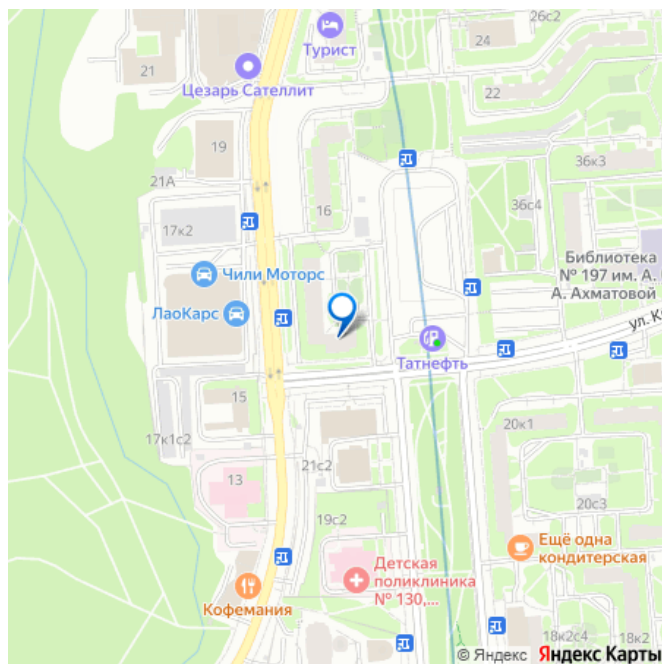 26с2
24
Турист
21
Цезарь Сателлит
22
19
36к3
21А
16
36с4
17к2
Библиотека
№ 197 им. А.
А. Ахматовой
Чили Моторс
ЛаоКарс
ул. К
Татнефть
15
20к1
17к1с2
21с2
13
20с3
19с2
Ещё одна
кондитерская
Детская
поликлиника
№ 130,...
Кофемания
18к2с4
18к2
© Яндекс Яндекс Карты